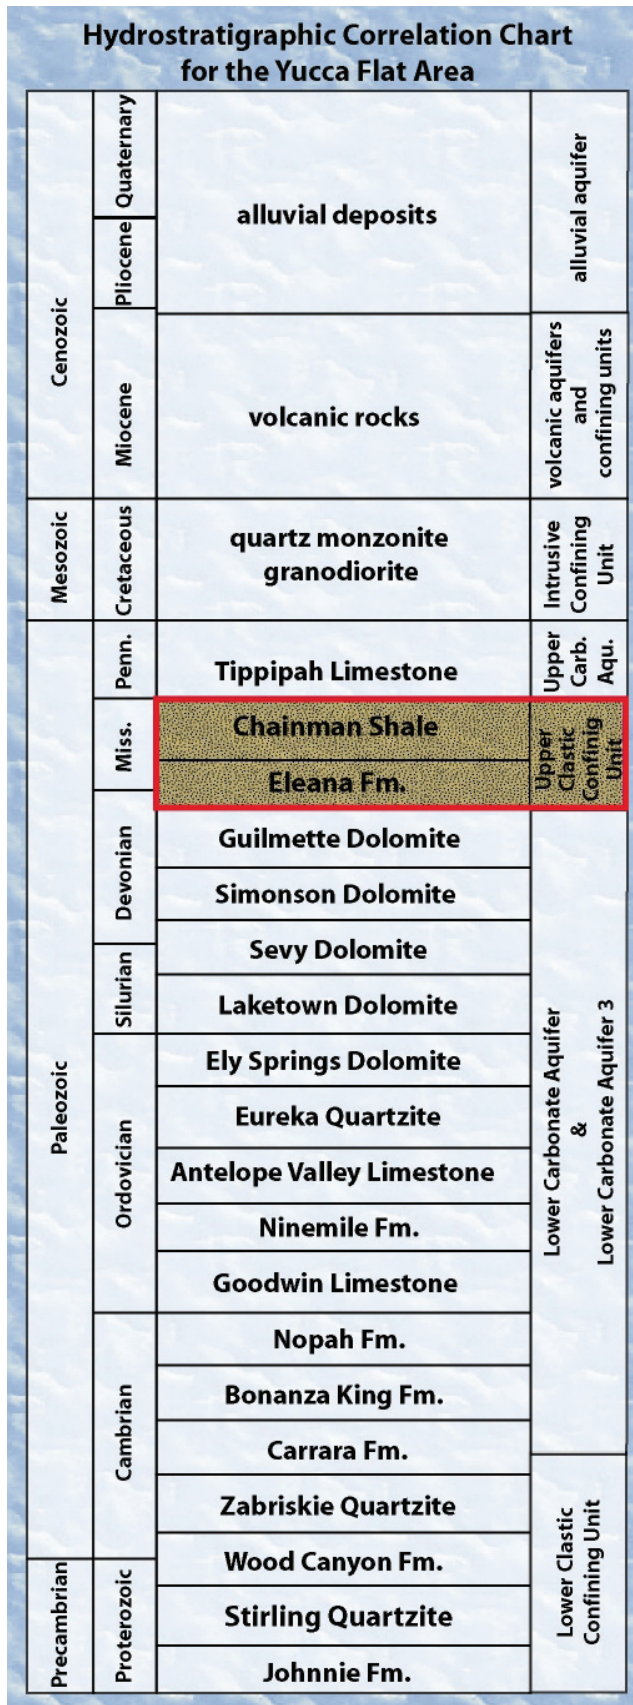 Hydrostratigraphic Correlation Chart
for the Yucca Flat Area
Cenozoic
Quaternary
Pliocene
Miocene
alluvial deposits
alluvial aquifer
volcanic rocks
volcanic aquifers
and
confining units
Mesozoic
Cretaceous
quartz monzonite
granodiorite
Intrusive
Confining
Unit
Paleozoic
Penn.
Tippipah Limestone
Upper
Carb.
Aqu.
Miss.
Chainman Shale
Eleana Fm.
Upper
Clastic
Confinig
Unit
Devonian
Guilmette Dolomite
Simonson Dolomite
Sevy Dolomite
Silurian
Laketown Dolomite
Ordovician
Ely Springs Dolomite
Eureka Quartzite
Antelope Valley Limestone
Ninemile Fm.
Goodwin Limestone
Lower Carbonate Aquifer
&
Lower Carbonate Aquifer 3
Cambrian
Nopah Fm.
Bonanza King Fm.
Carrara Fm.
Zabriskie Quartzite
Wood Canyon Fm.
Precambrian
Proterozoic
Stirling Quartzite
Johnnie Fm.
Lower Clastic
Confining Unit